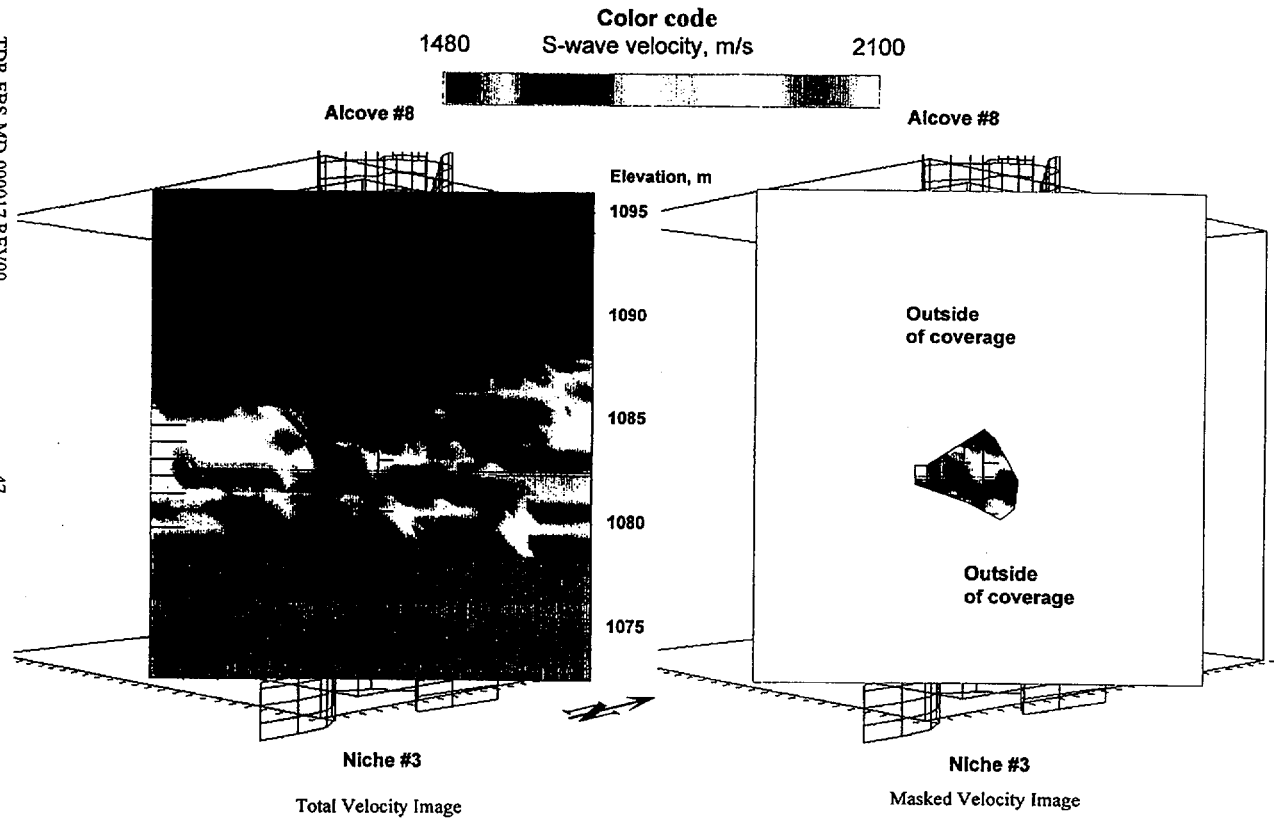 Color code
1480 S-wave velocity, m/s 2100
Alcove #8
Alcove #8
Elevation, m
1095
1090
1085
1080
1075
Outside
of coverage
Outside
of coverage
Niche #3
Niche #3
Total Velocity Image
Masked Velocity Image
47